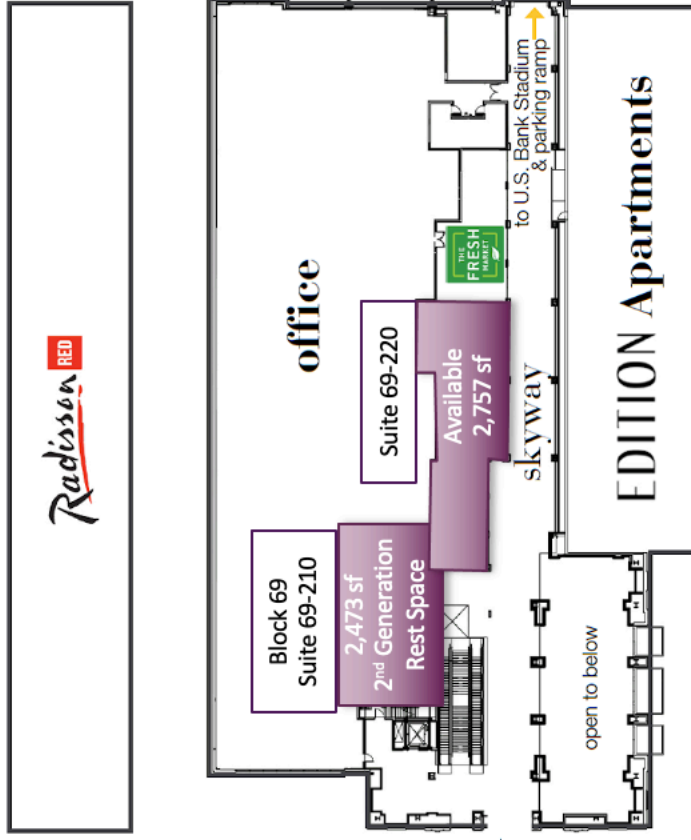 Radisson
RED
office
Block 69
Suite 69-210
2,473 sf
2nd Generation
Rest Space
Suite 69-220
Available
2,757 sf
THE
FRESH
MARKET
to U.S. Bank Stadium
& parking ramp
skyway
EDITION Apartments
open to below